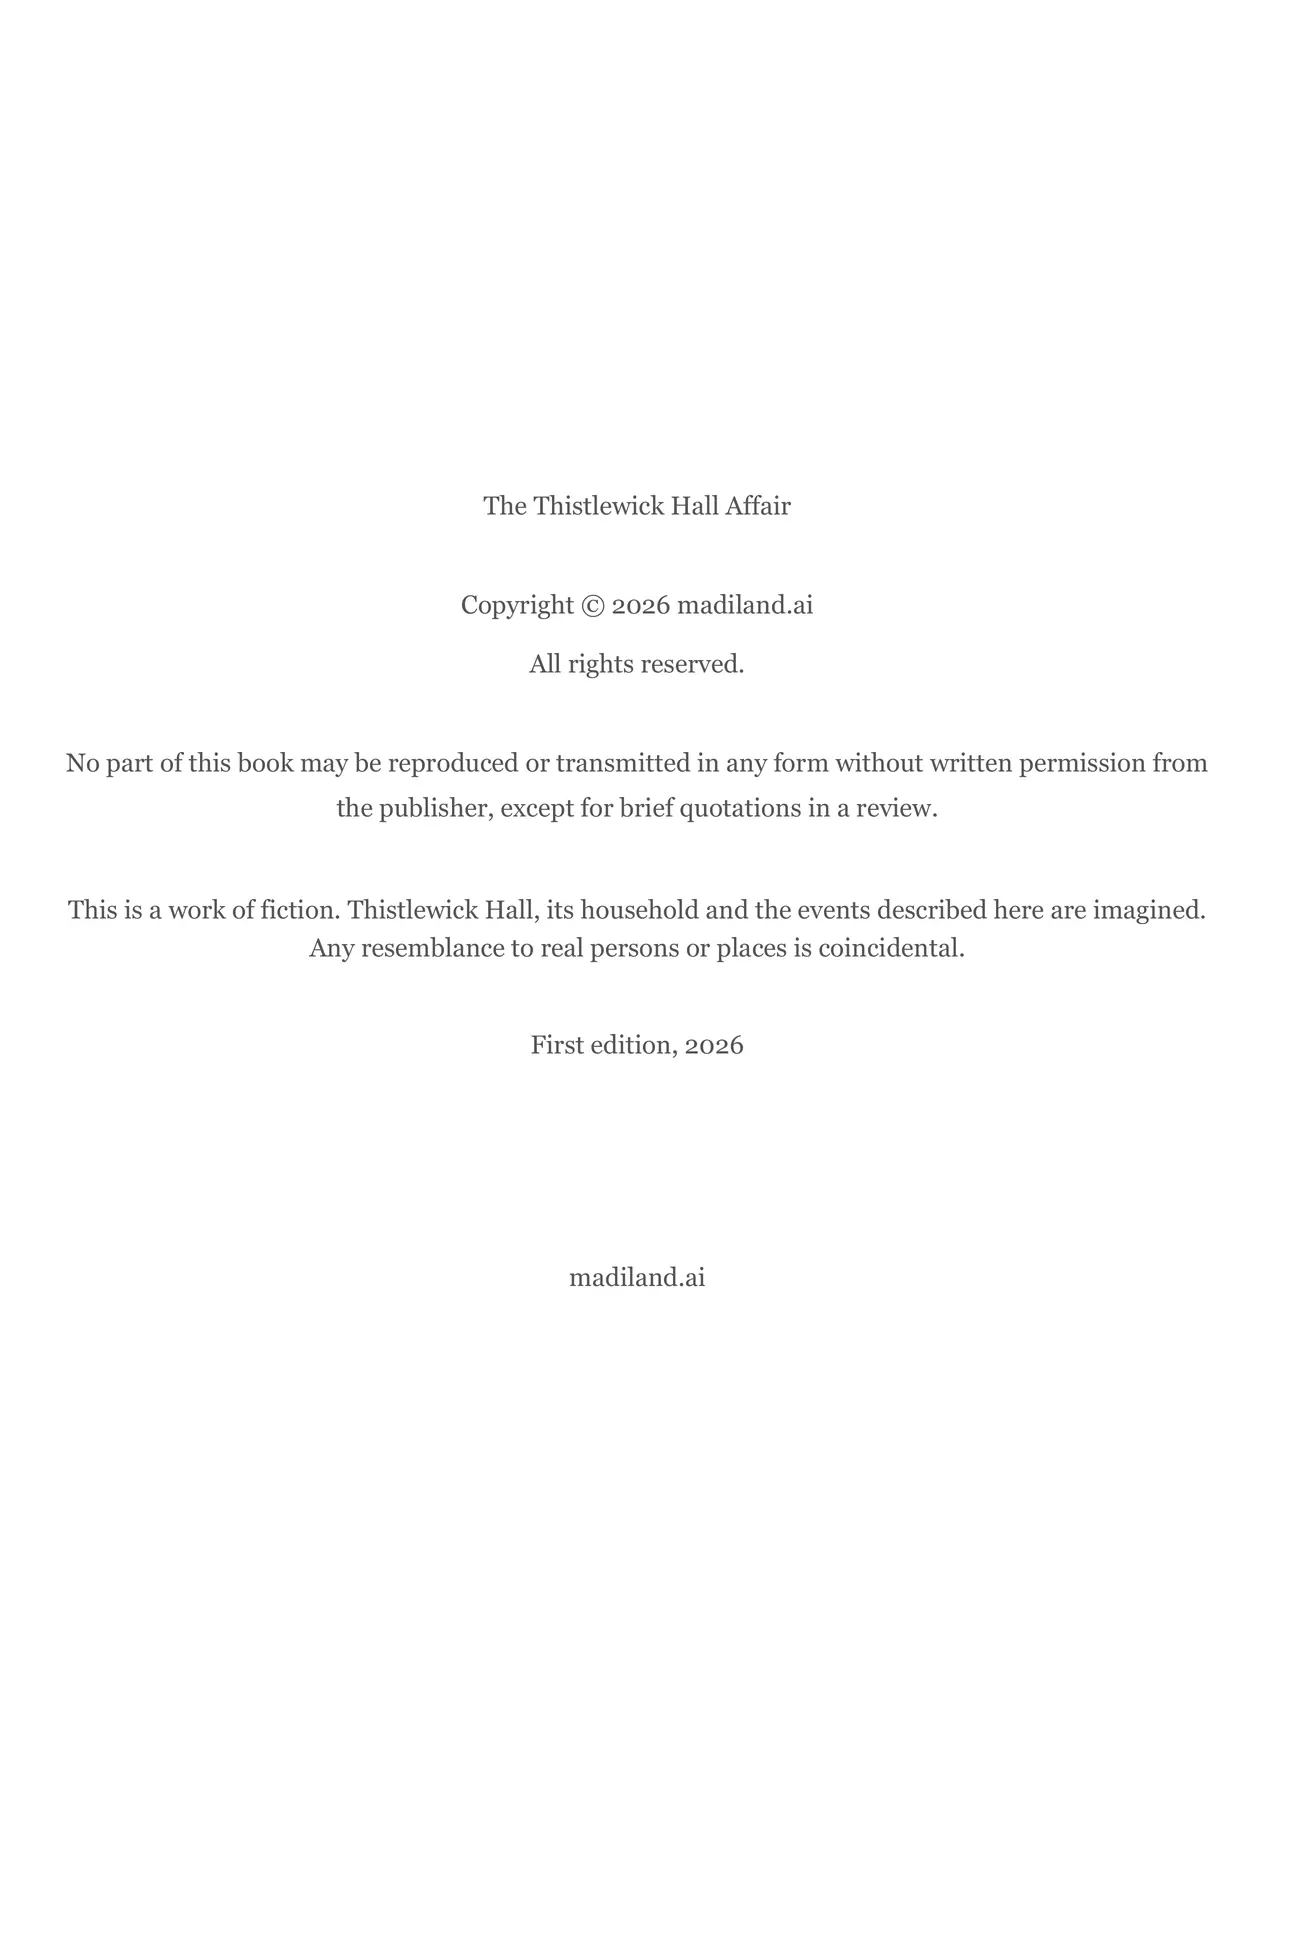 The Thistlewick Hall Affair
Copyright © 2026 madiland.ai
All rights reserved.
No part of this book may be reproduced or transmitted in any form without written permission from
the publisher, except for brief quotations in a review.
This is a work of fiction. Thistlewick Hall, its household and the events described here are imagined.
Any resemblance to real persons or places is coincidental.
First edition, 2026
madiland.ai